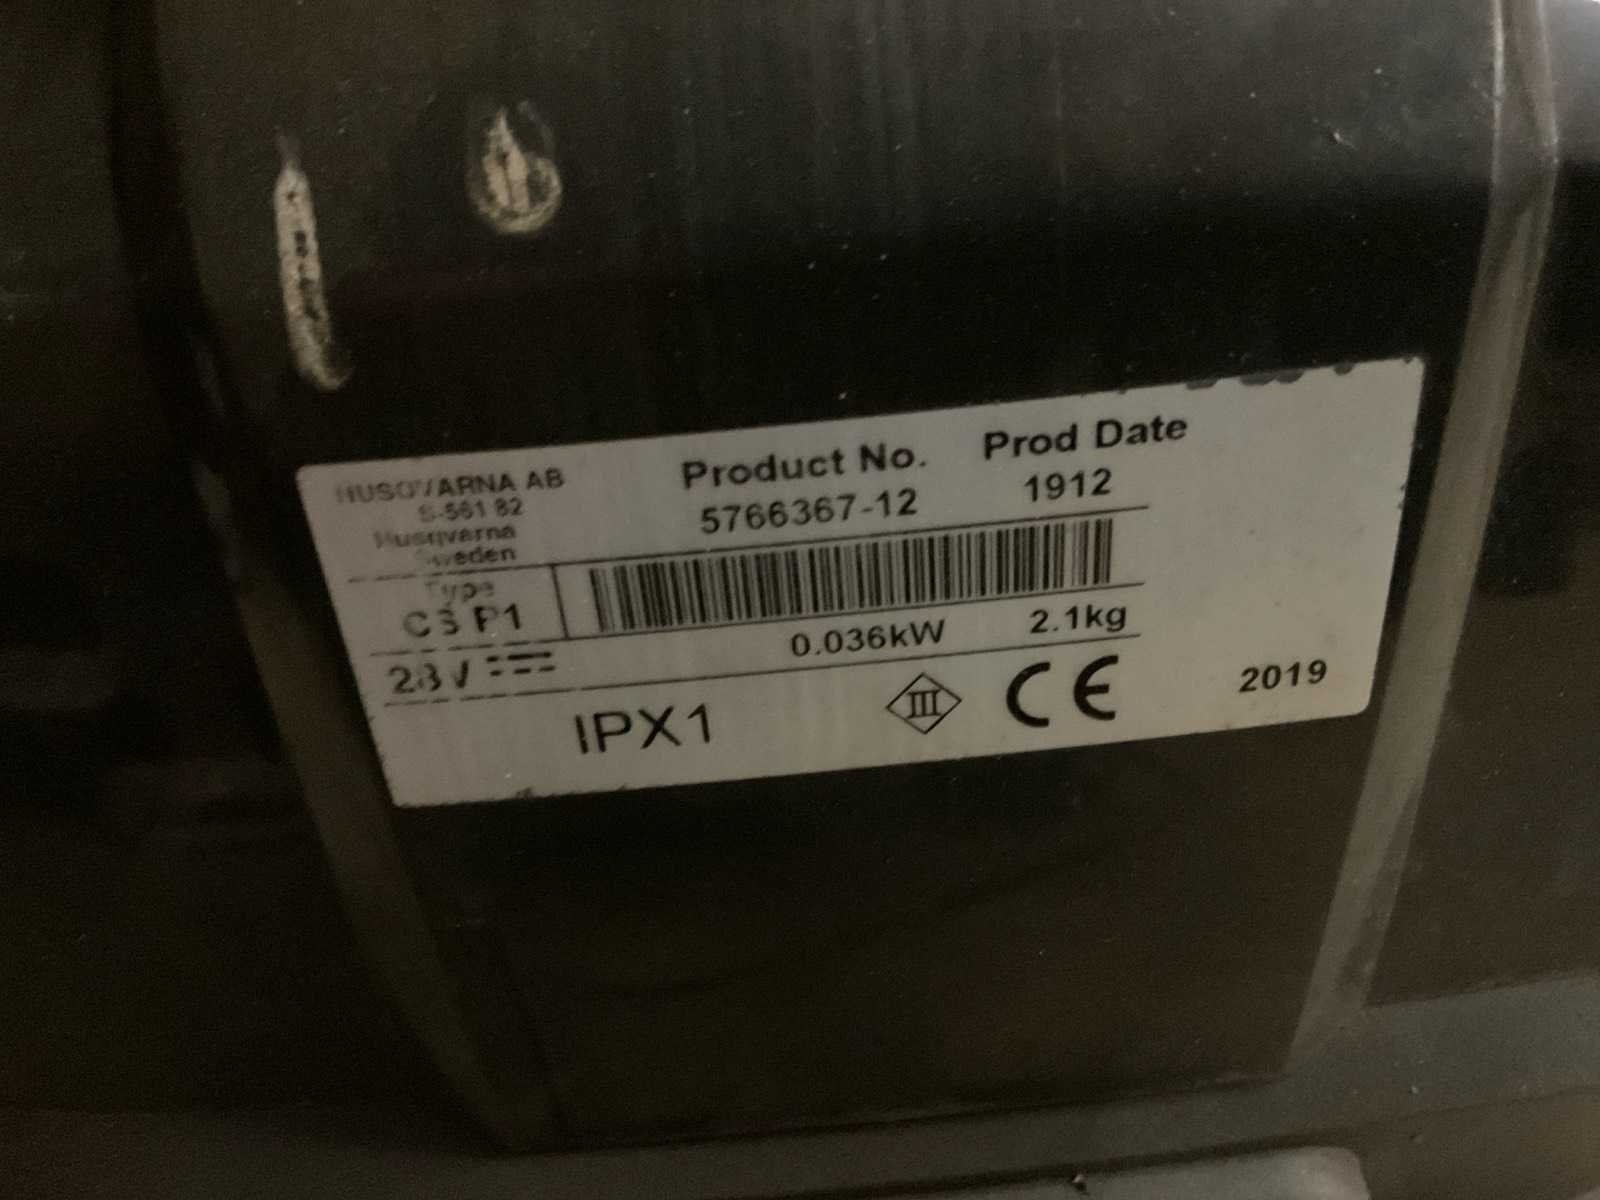 HUSQVARNA AB
S-561 82
Husqvarna
Sweden
Product No.
5766367-12
Prod Date
1912
Type
CS P1
28V
0.036kW
2.1kg
IPX1
III
CE
2019